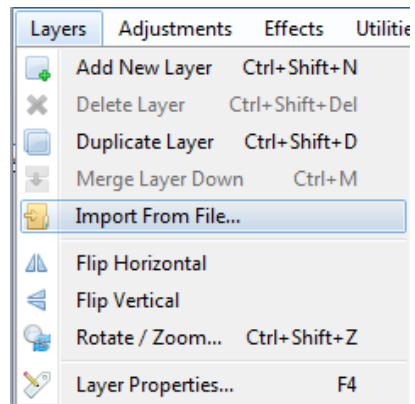 Layers Adjustments Effects Utilitie
Add New Layer Ctrl+Shift+N
Delete Layer Ctrl+Shift+Del
Duplicate Layer Ctrl+Shift+D
Merge Layer Down Ctrl+M
Import From File...
Flip Horizontal
Flip Vertical
Rotate / Zoom... Ctrl+Shift+Z
Layer Properties... F4